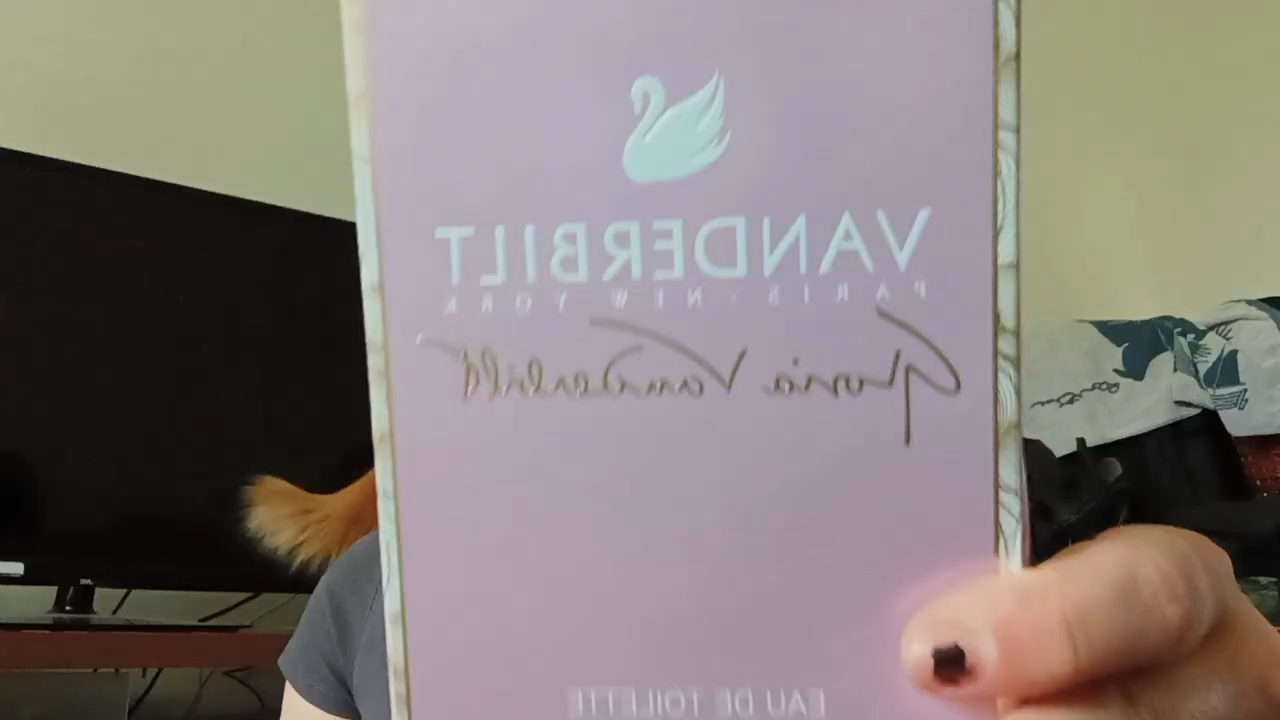 VANDERBILT
PARIS - NEW YORK
Gloria Vanderbilt
EAU DE TOILETTE